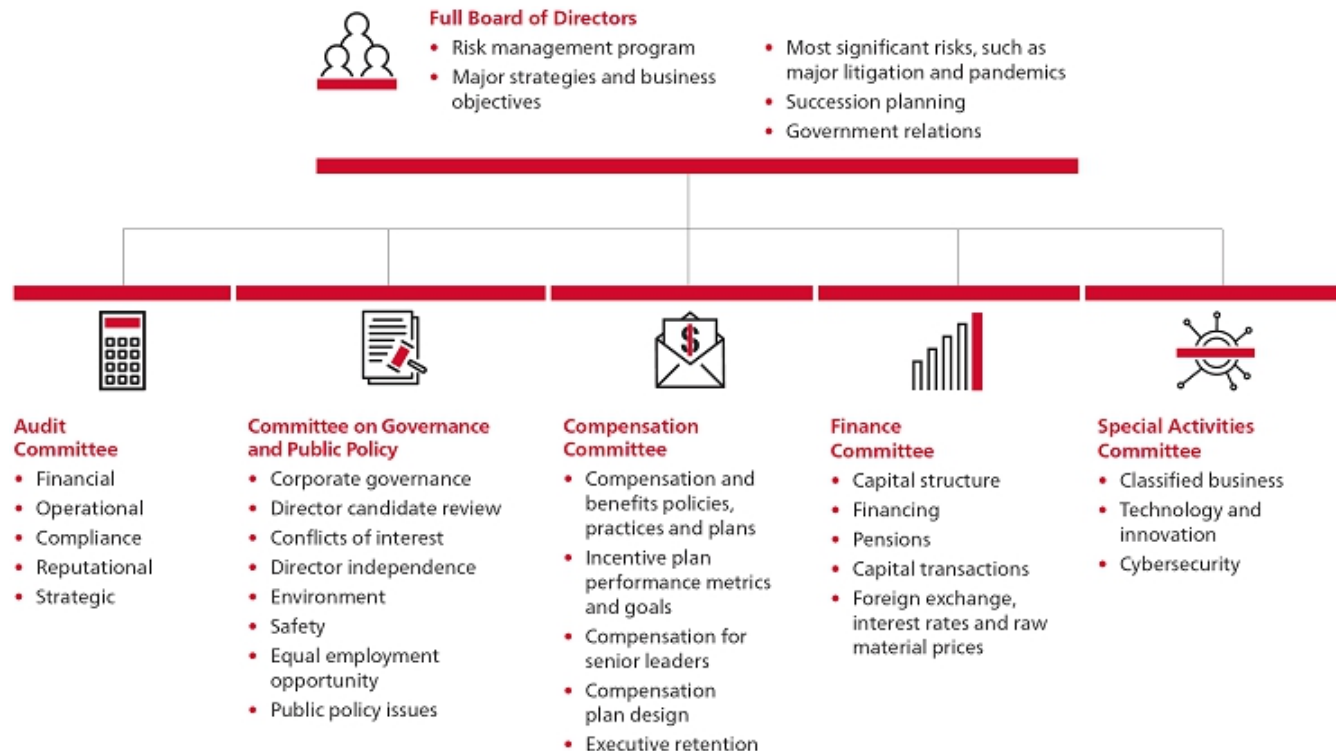 Full Board of Directors
• Risk management program
• Major strategies and business
objectives
• Most significant risks, such as
major litigation and pandemics
• Succession planning
• Government relations
$
Audit
Committee
• Financial
• Operational
• Compliance
• Reputational
• Strategic
Committee on Governance
and Public Policy
• Corporate governance
• Director candidate review
• Conflicts of interest
• Director independence
• Environment
• Safety
• Equal employment
opportunity
• Public policy issues
Compensation
Committee
• Compensation and
benefits policies,
practices and plans
• Incentive plan
performance metrics
and goals
• Compensation for
senior leaders
• Compensation
plan design
• Executive retention
Finance
Committee
• Capital structure
• Financing
• Pensions
• Capital transactions
• Foreign exchange,
interest rates and raw
material prices
Special Activities
Committee
• Classified business
• Technology and
innovation
• Cybersecurity